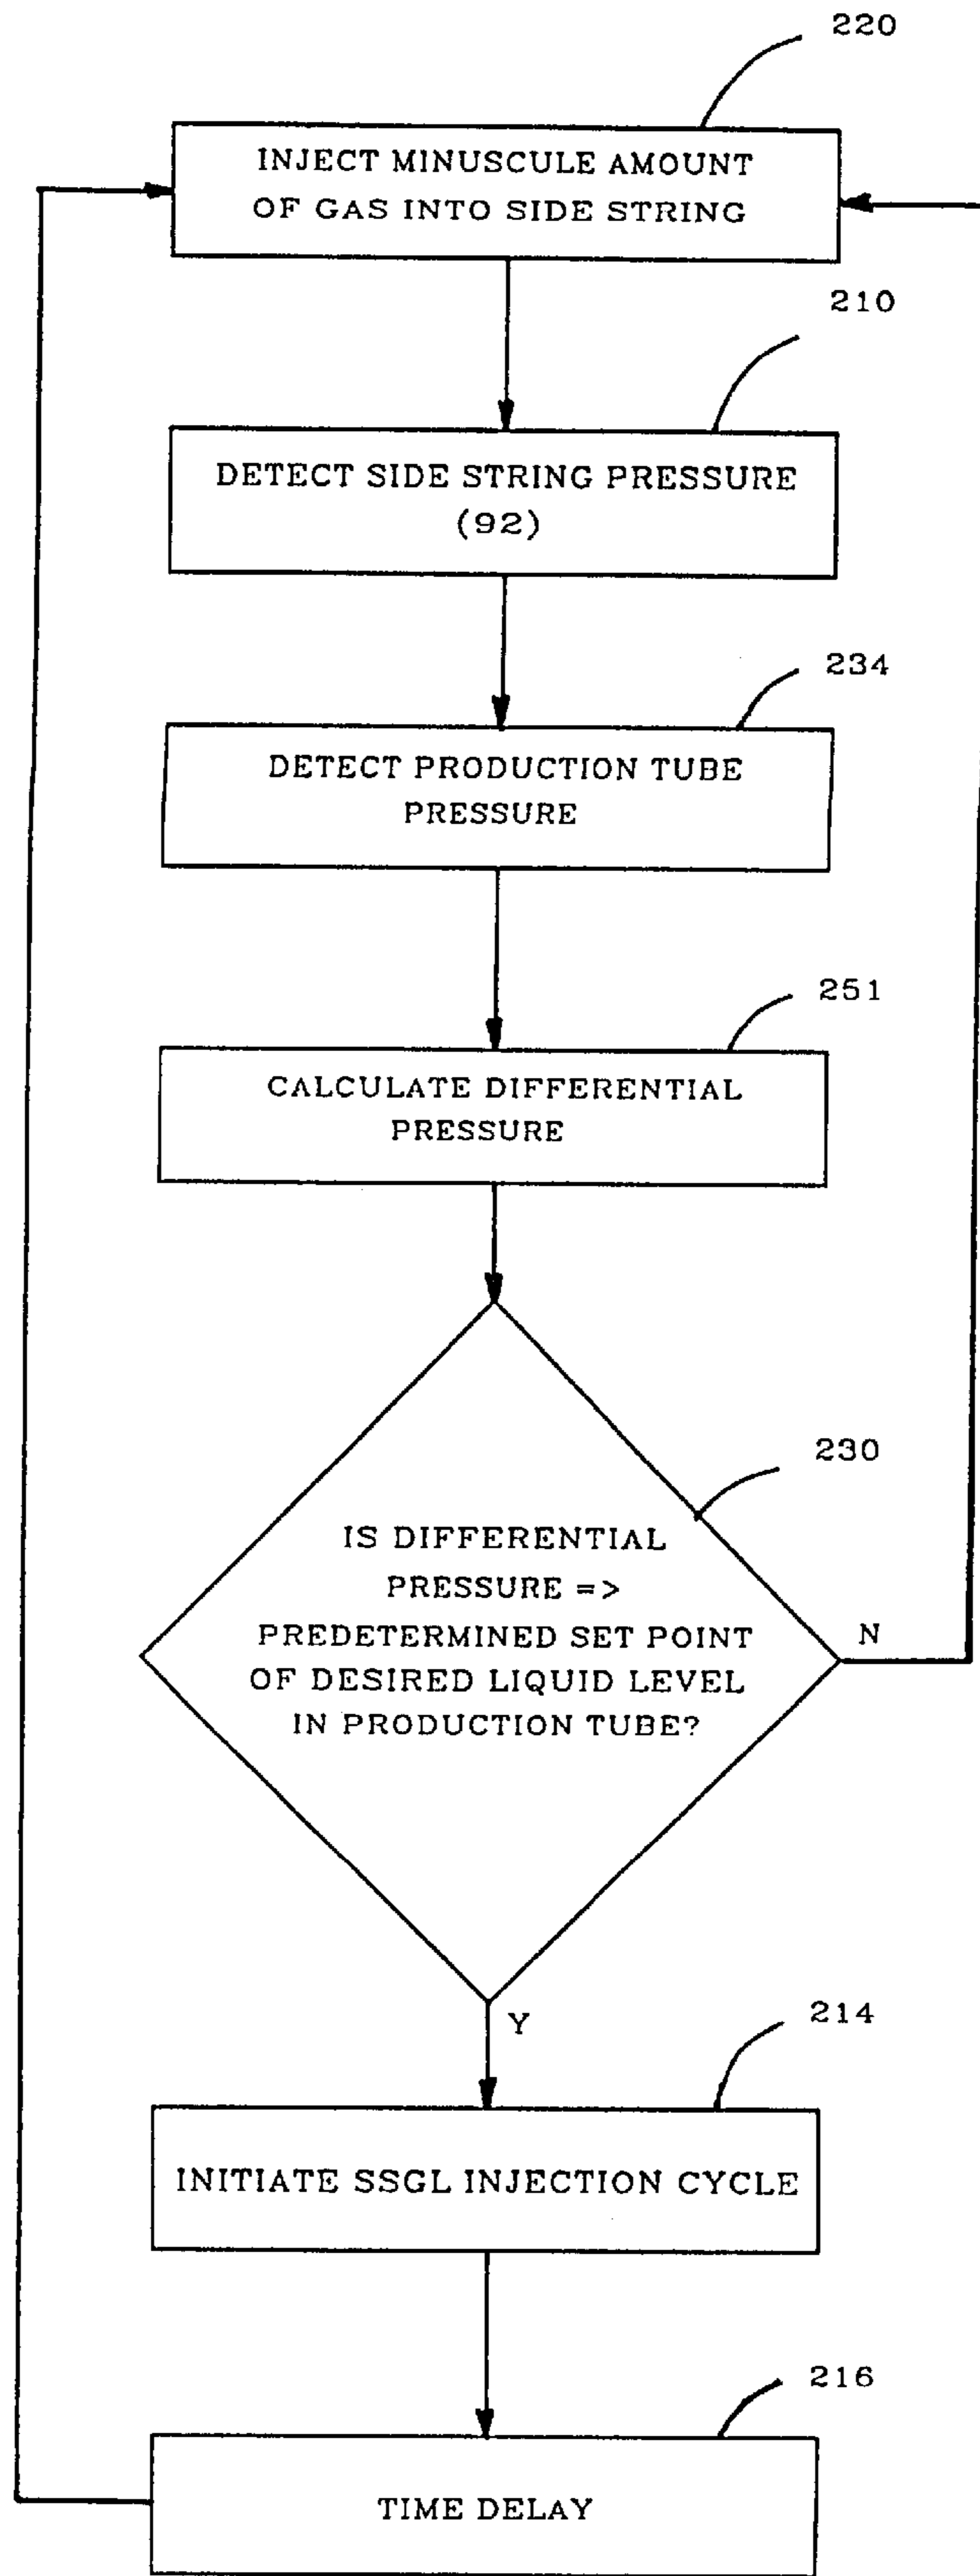 220
INJECT MINUSCULE AMOUNT
OF GAS INTO SIDE STRING
210
DETECT SIDE STRING PRESSURE
(92)
234
DETECT PRODUCTION TUBE
PRESSURE
251
CALCULATE DIFFERENTIAL
PRESSURE
230
IS DIFFERENTIAL
PRESSURE =>
PREDETERMINED SET POINT
OF DESIRED LIQUID LEVEL
IN PRODUCTION TUBE?
N
Y
214
INITIATE SSGL INJECTION CYCLE
216
TIME DELAY